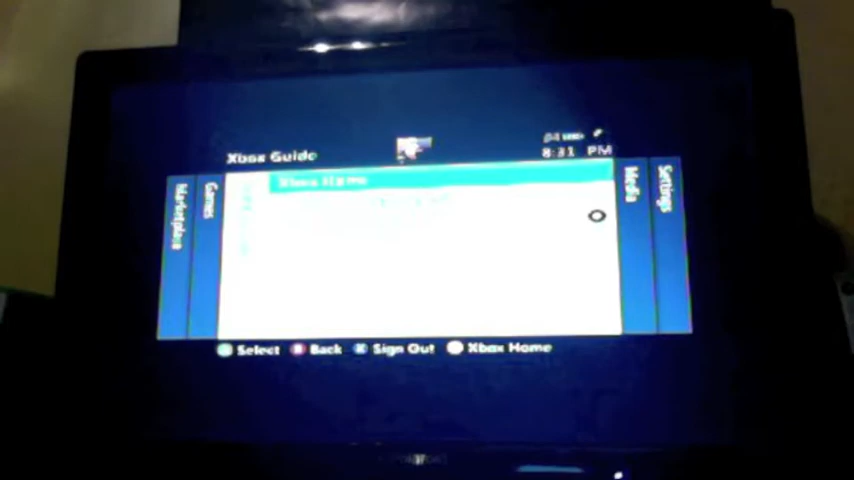 Xbox Guide
8:31 PM
Marketplace
Games
Xbox Home
Media
Settings
Select Back Sign Out Xbox Home